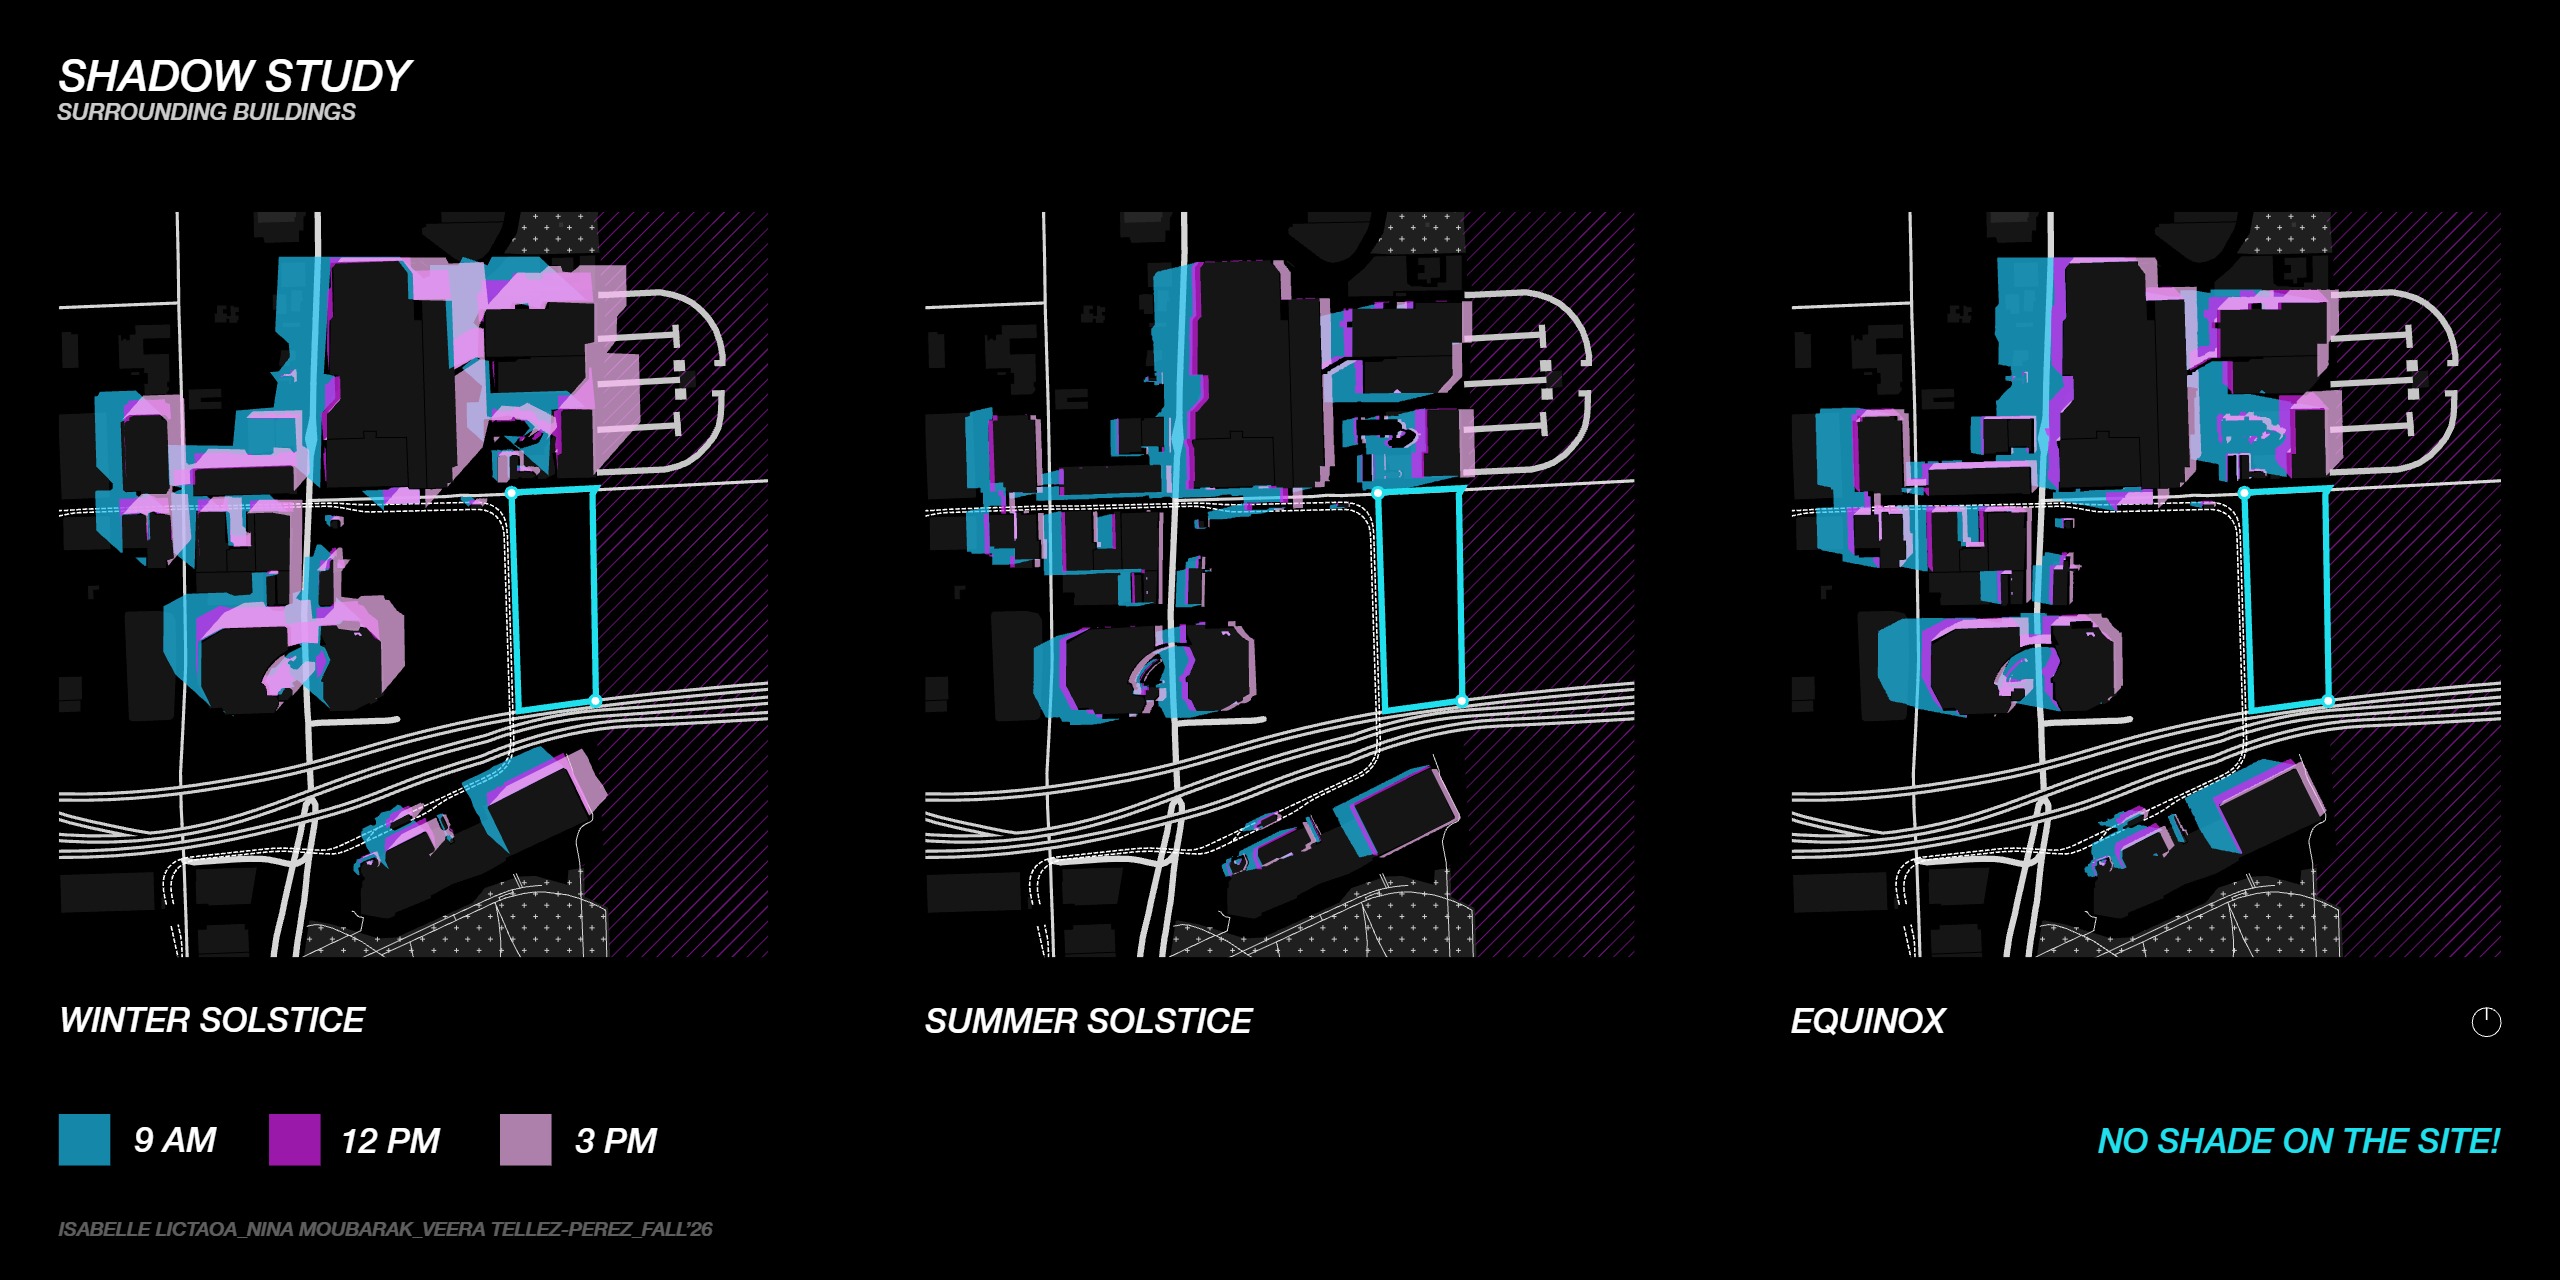 SHADOW STUDY
SURROUNDING BUILDINGS
WINTER SOLSTICE
SUMMER SOLSTICE
EQUINOX
9 AM
12 PM
3 PM
NO SHADE ON THE SITE!
ISABELLE LICTAOA_NINA MOUBARAK_VEERA TELLEZ-PEREZ_FALL'26